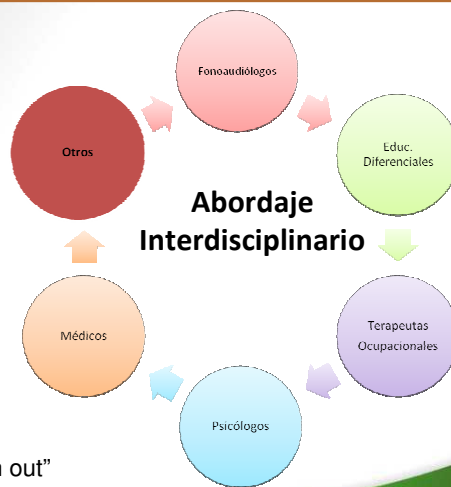 Fonoaudiólogos
Educ.
Diferenciales
Otros
Abordaje
Interdisciplinario
Terapeutas
Ocupacionales
Médicos
Psicólogos
out”